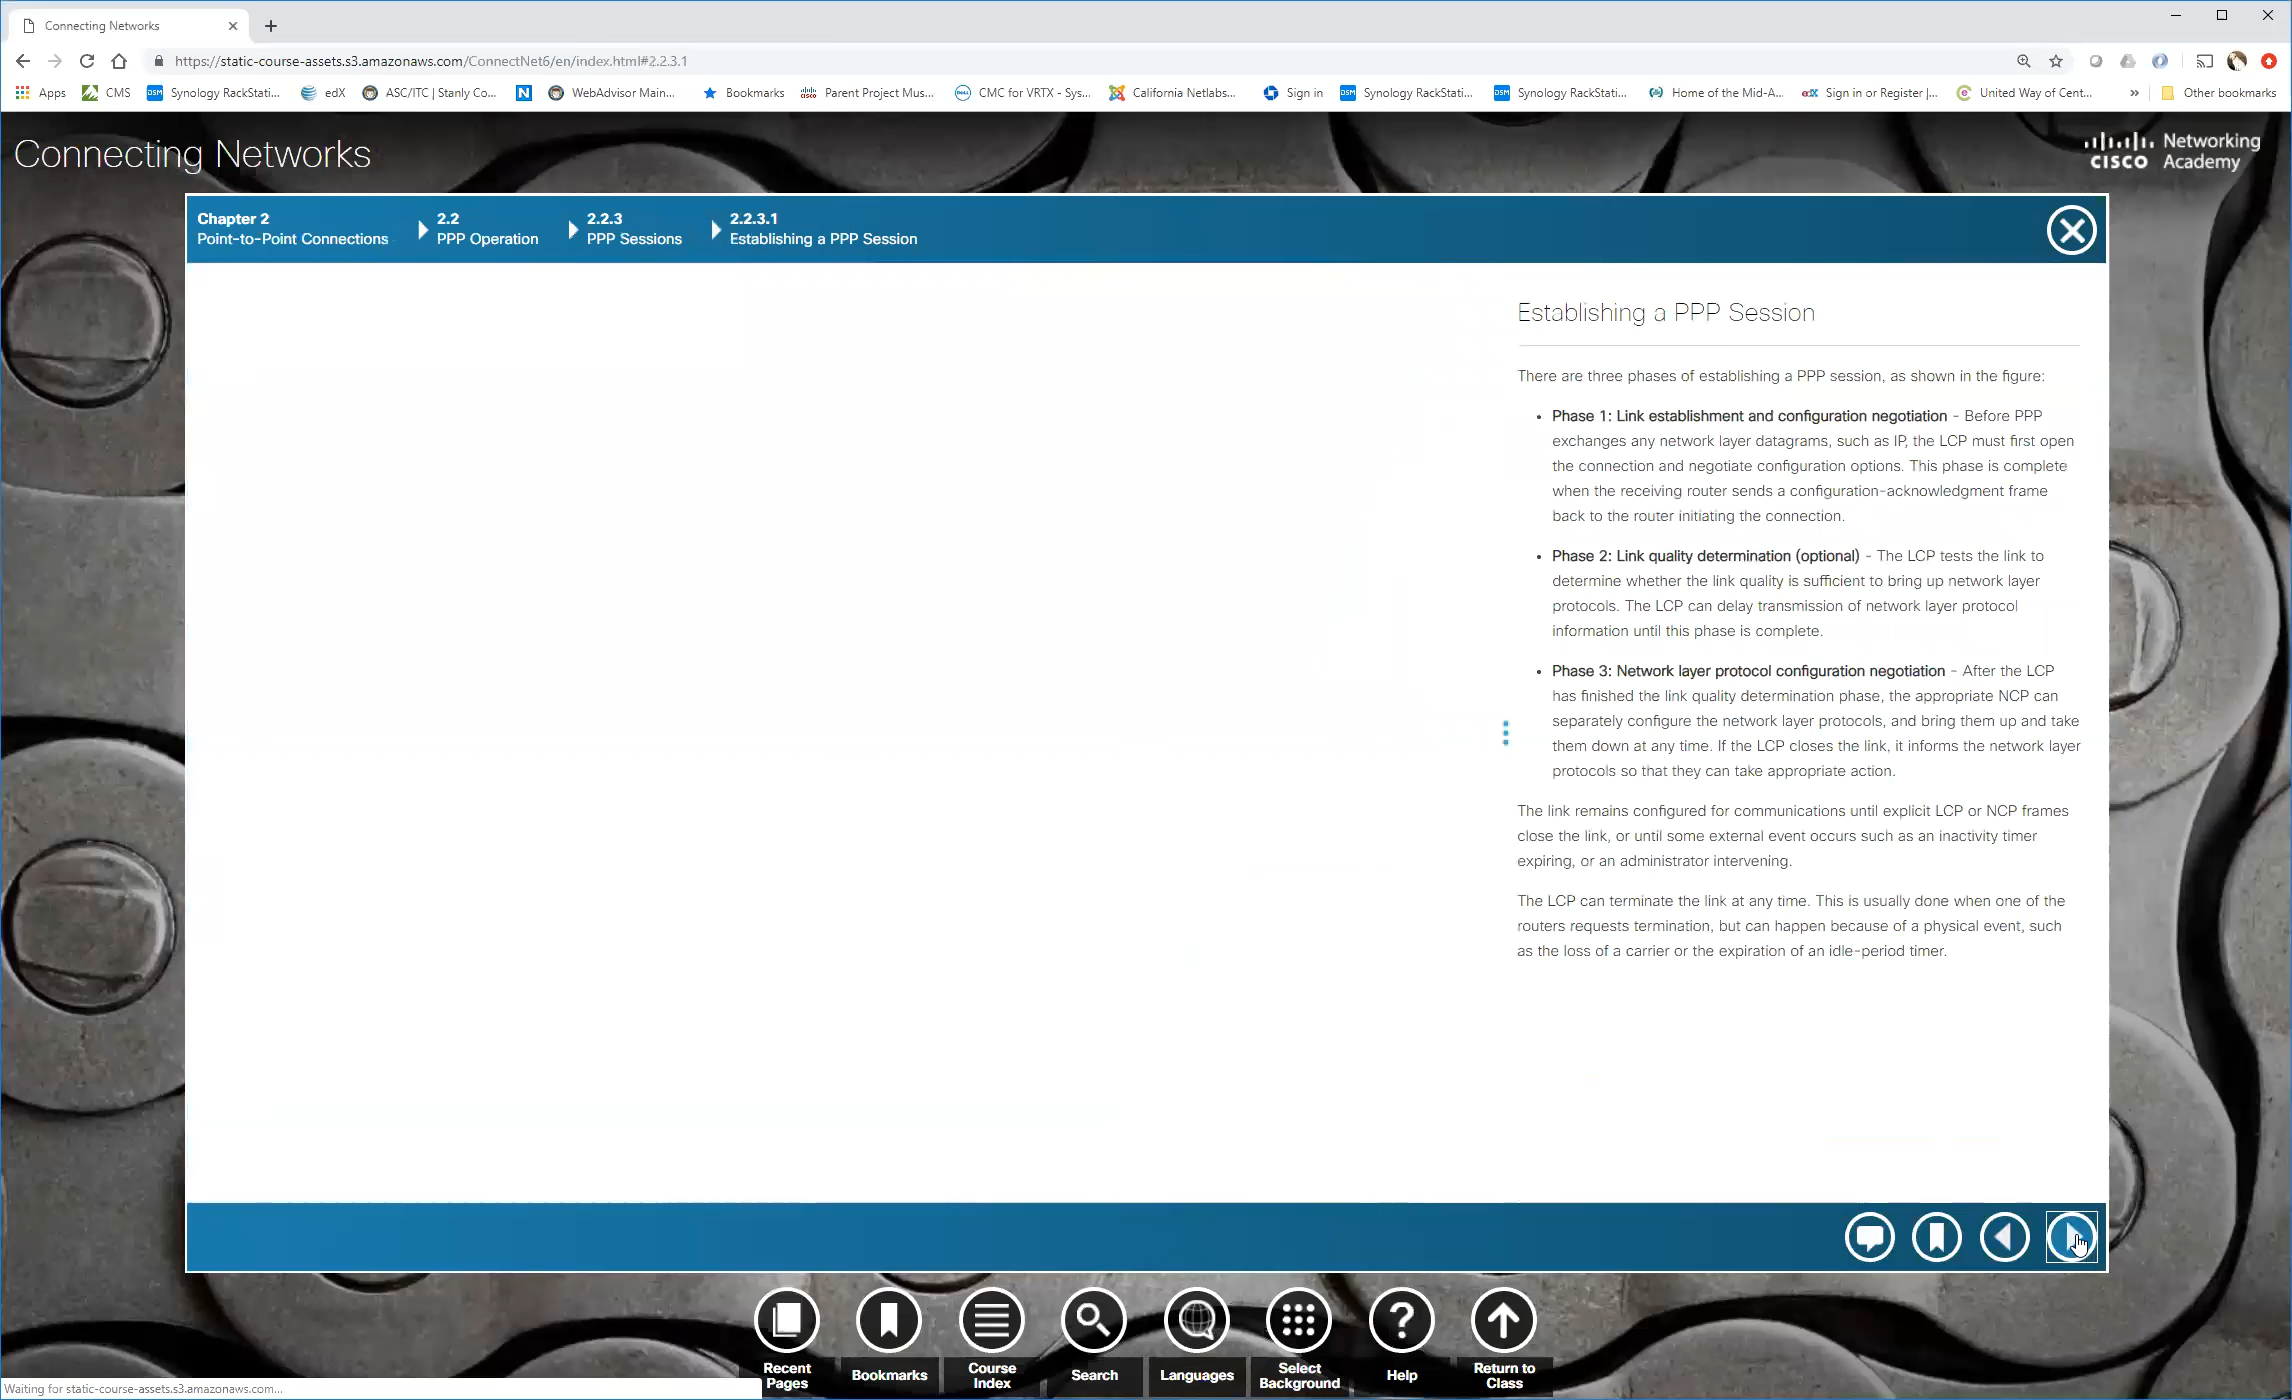 Connecting Networks
https://static-course-assets.s3.amazonaws.com/ConnectNet6/en/index.html#2.2.3.1
Apps CMS DSM Synology RackStati... edX ASC/ITC | Stanly Co... N WebAdvisor Main... Bookmarks Parent Project Mus... CMC for VRTX - Sys... California Netlabs... Sign in DSM Synology RackStati... DSM Synology RackStati... Home of the Mid-A... edX Sign in or Register |... United Way of Cent... » Other bookmarks
Connecting Networks
CISCO Networking Academy
Chapter 2
Point-to-Point Connections
2.2
PPP Operation
2.2.3
PPP Sessions
2.2.3.1
Establishing a PPP Session
Establishing a PPP Session
There are three phases of establishing a PPP session, as shown in the figure:
• Phase 1: Link establishment and configuration negotiation - Before PPP
exchanges any network layer datagrams, such as IP, the LCP must first open
the connection and negotiate configuration options. This phase is complete
when the receiving router sends a configuration-acknowledgment frame
back to the router initiating the connection.
• Phase 2: Link quality determination (optional) - The LCP tests the link to
determine whether the link quality is sufficient to bring up network layer
protocols. The LCP can delay transmission of network layer protocol
information until this phase is complete.
• Phase 3: Network layer protocol configuration negotiation - After the LCP
has finished the link quality determination phase, the appropriate NCP can
separately configure the network layer protocols, and bring them up and take
them down at any time. If the LCP closes the link, it informs the network layer
protocols so that they can take appropriate action.
The link remains configured for communications until explicit LCP or NCP frames
close the link, or until some external event occurs such as an inactivity timer
expiring, or an administrator intervening.
The LCP can terminate the link at any time. This is usually done when one of the
routers requests termination, but can happen because of a physical event, such
as the loss of a carrier or the expiration of an idle-period timer.
Recent Pages
Bookmarks
Course Index
Search
Languages
Select Background
Help
Return to Class
Waiting for static-course-assets.s3.amazonaws.com...